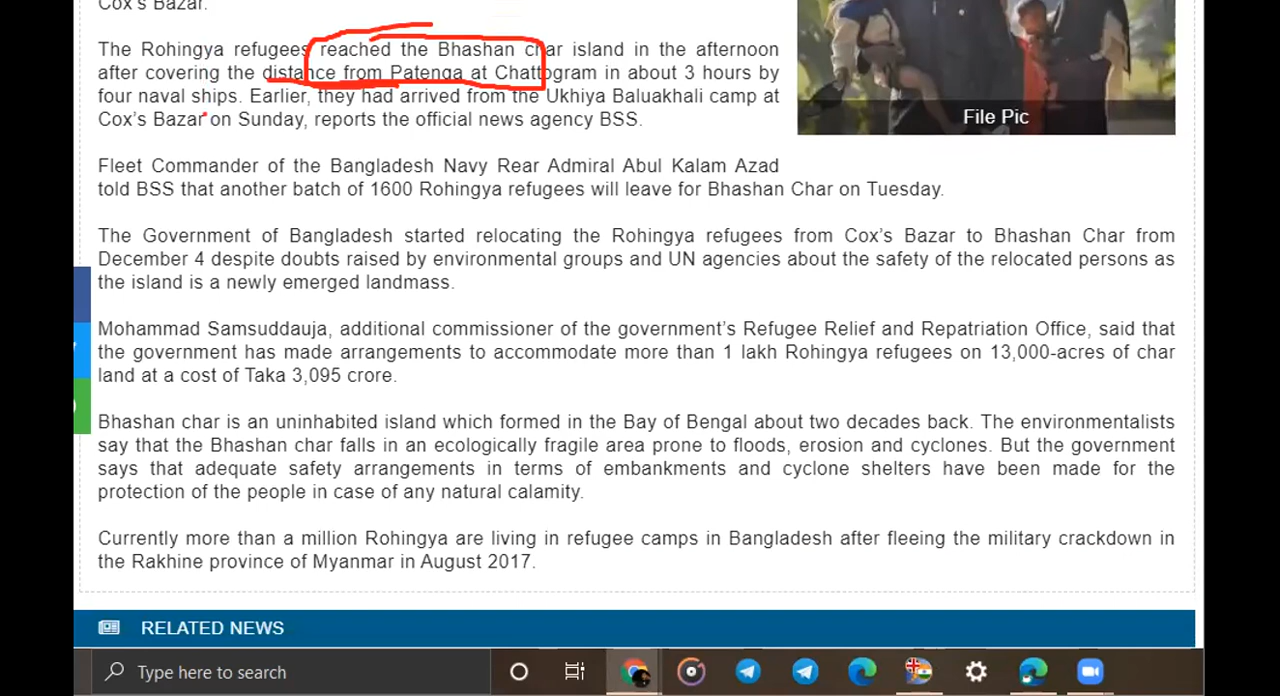 Cox's Bazar.
The Rohingya refugees reached the Bhashan char island in the afternoon
after covering the distance from Patenga at Chattogram in about 3 hours by
four naval ships. Earlier, they had arrived from the Ukhiya Baluakhali camp at
Cox's Bazar on Sunday, reports the official news agency BSS.
File Pic
Fleet Commander of the Bangladesh Navy Rear Admiral Abul Kalam Azad
told BSS that another batch of 1600 Rohingya refugees will leave for Bhashan Char on Tuesday.
The Government of Bangladesh started relocating the Rohingya refugees from Cox's Bazar to Bhashan Char from
December 4 despite doubts raised by environmental groups and UN agencies about the safety of the relocated persons as
the island is a newly emerged landmass.
Mohammad Samsuddauja, additional commissioner of the government's Refugee Relief and Repatriation Office, said that
the government has made arrangements to accommodate more than 1 lakh Rohingya refugees on 13,000-acres of char
land at a cost of Taka 3,095 crore.
Bhashan char is an uninhabited island which formed in the Bay of Bengal about two decades back. The environmentalists
say that the Bhashan char falls in an ecologically fragile area prone to floods, erosion and cyclones. But the government
says that adequate safety arrangements in terms of embankments and cyclone shelters have been made for the
protection of the people in case of any natural calamity.
Currently more than a million Rohingya are living in refugee camps in Bangladesh after fleeing the military crackdown in
the Rakhine province of Myanmar in August 2017.
RELATED NEWS
Type here to search